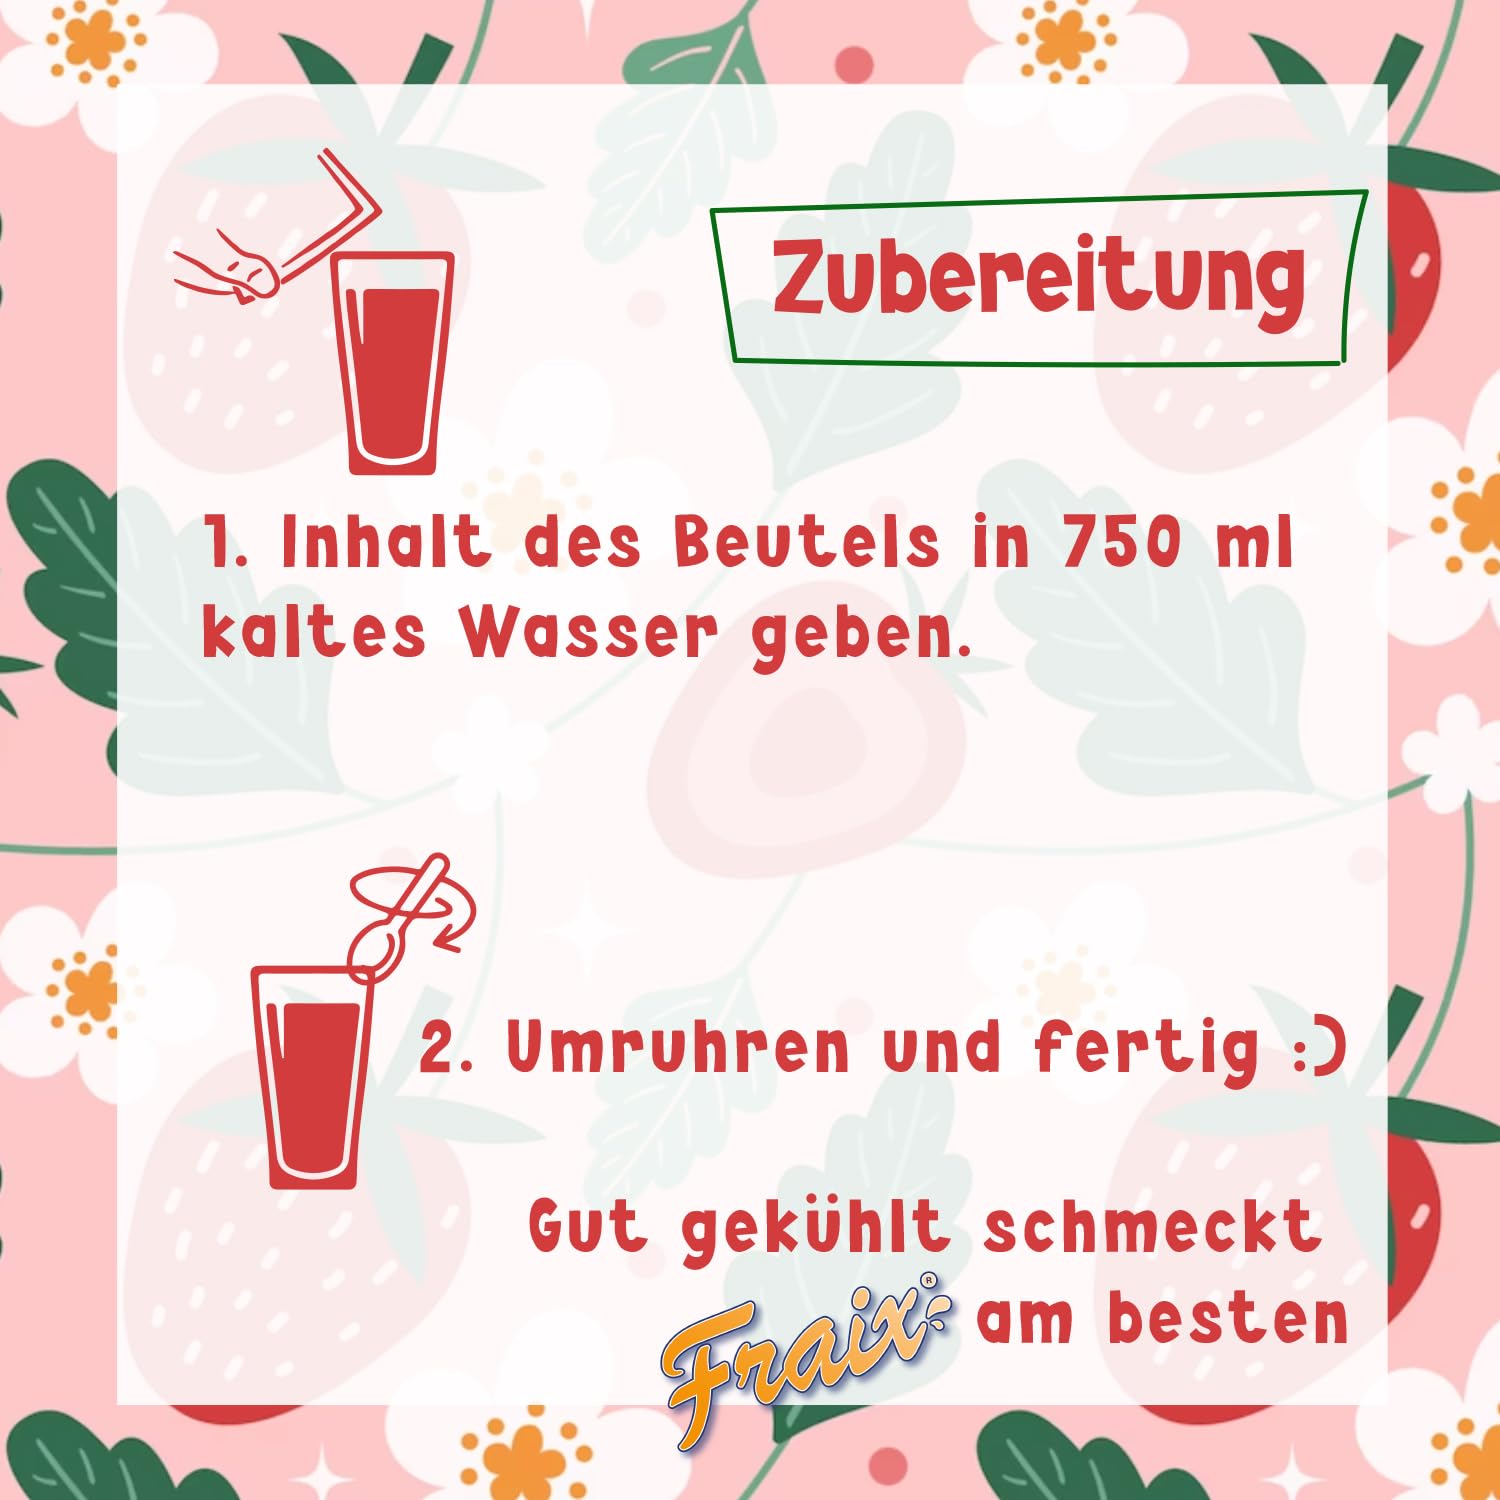 Zubereitung
1. Inhalt des Beutels in 750 ml
kaltes Wasser geben.
2. Umruhren und fertig :)
Gut gekühlt schmeckt
Fraix® am besten